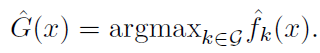 Ĝ(x) = argmax_{k∈𝒢} f̂_k(x).